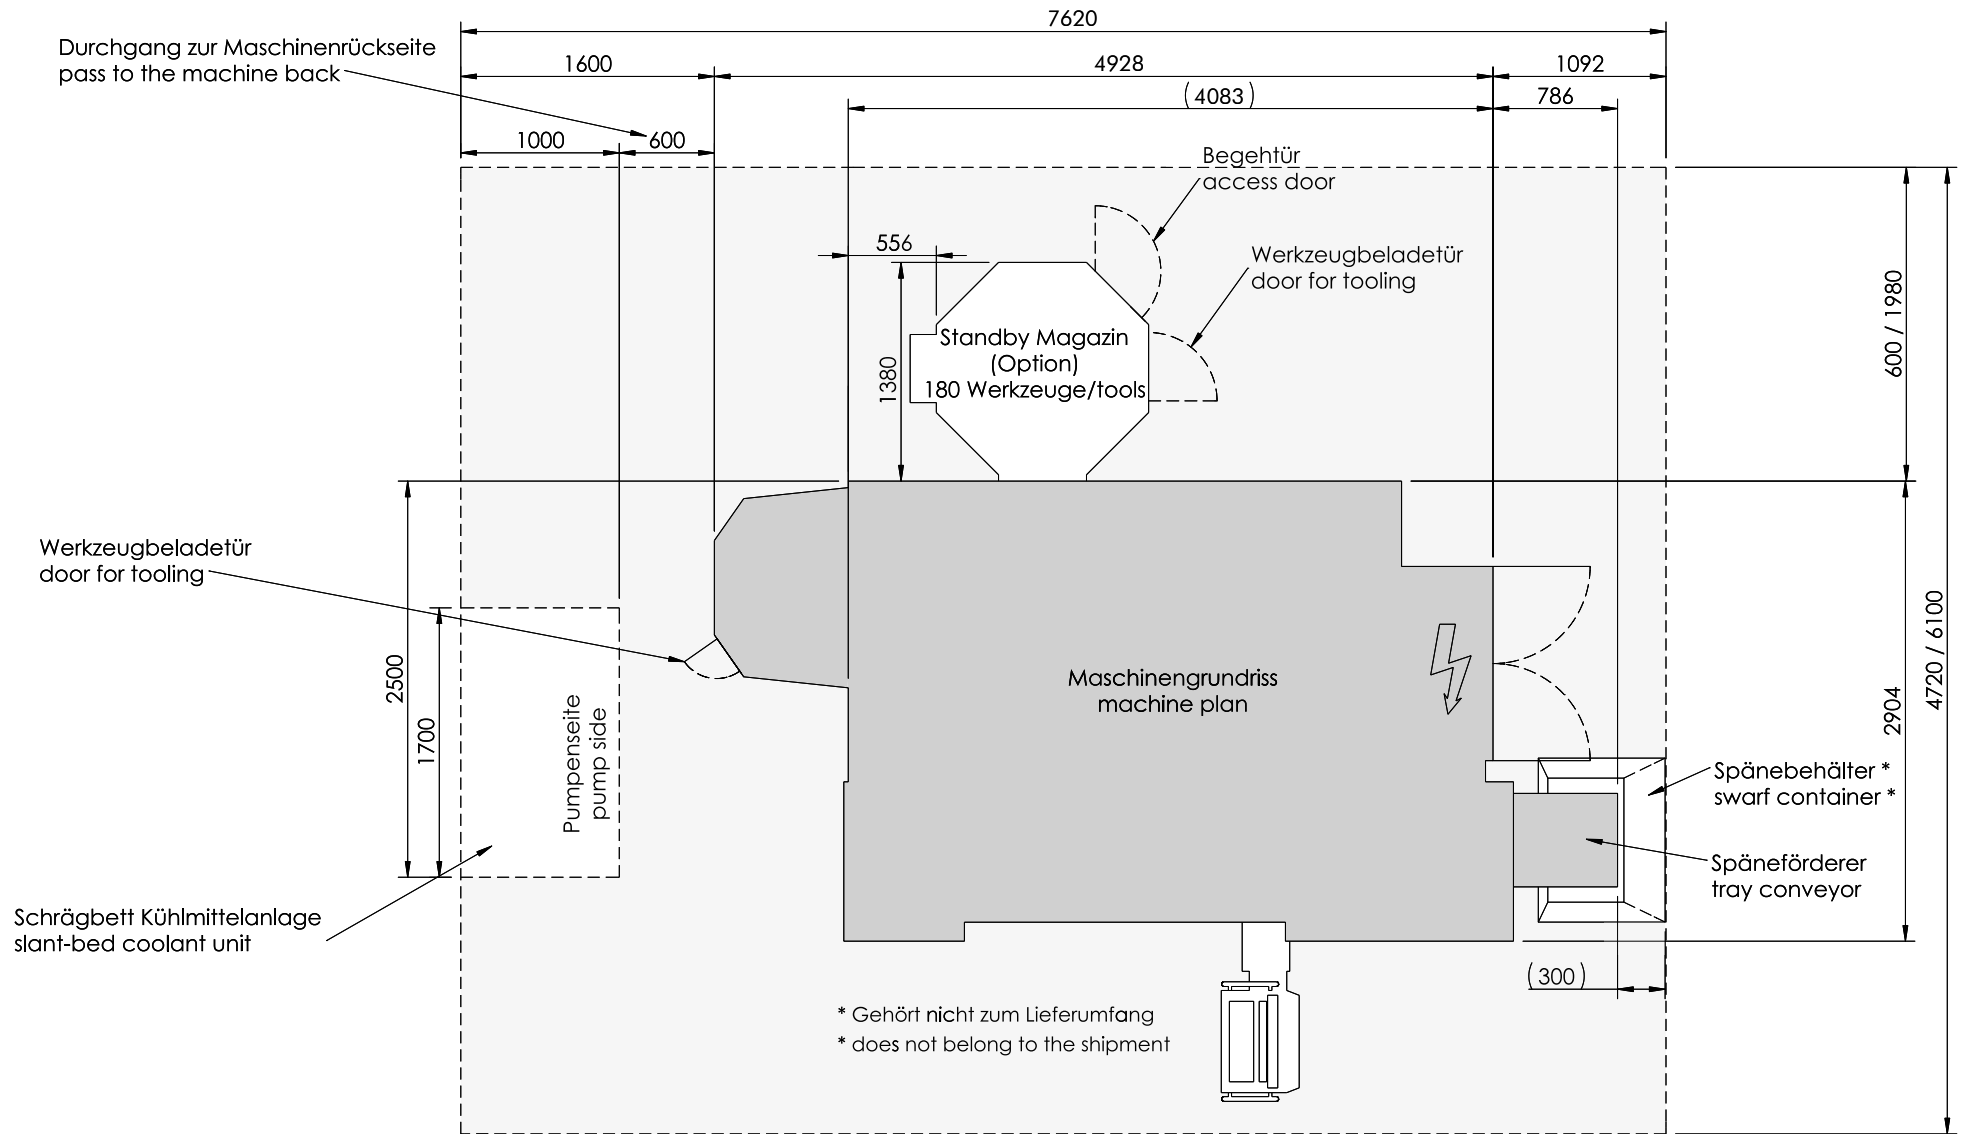 7620
Durchgang zur Maschinenrückseite
pass to the machine back
1600
4928
1092
(4083)
786
1000
600
Begehtür
access door
556
Werkzeugbeladetür
door for tooling
600 / 1980
1380
Standby Magazin
(Option)
180 Werkzeuge/tools
Werkzeugbeladetür
door for tooling
4720 / 6100
2500
1700
Pumpenseite
pump side
Maschinengrundriss
machine plan
2904
Spänebehälter *
swarf container *
Späneförderer
tray conveyor
Schrägbett Kühlmittelanlage
slant-bed coolant unit
(300)
* Gehört nicht zum Lieferumfang
* does not belong to the shipment